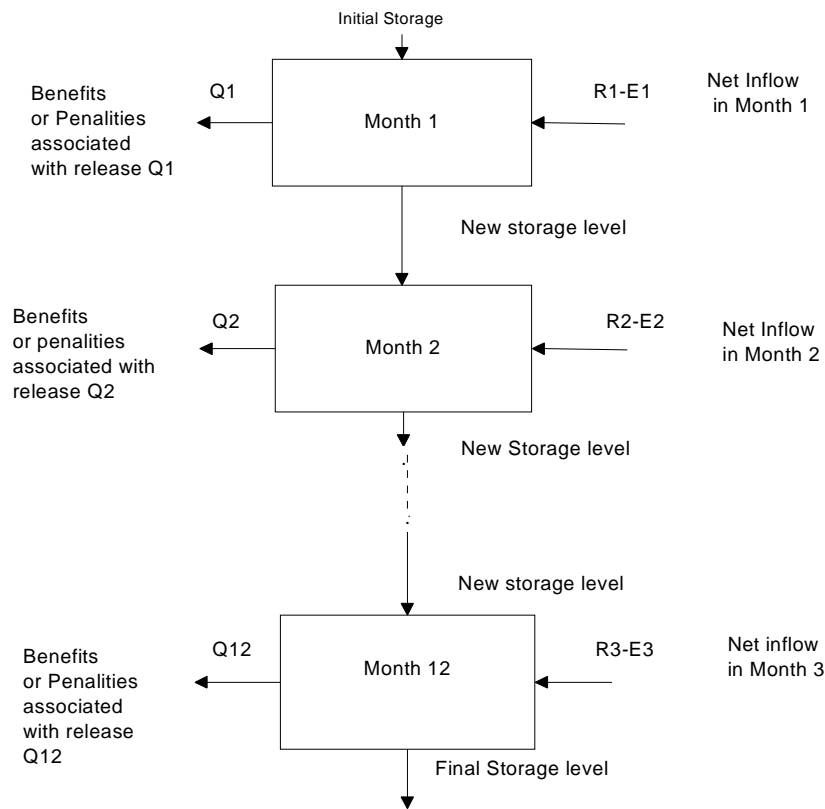 Initial Storage
Benefits
or Penalities
associated
with release Q1
Q1
Month 1
R1-E1
Net Inflow
in Month 1
New storage level
Benefits
or penalities
associated with
release Q2
Q2
Month 2
R2-E2
Net Inflow
in Month 2
New Storage level
New storage level
Benefits
or Penalities
associated
with release
Q12
Q12
Month 12
R3-E3
Net inflow
in Month 3
Final Storage level